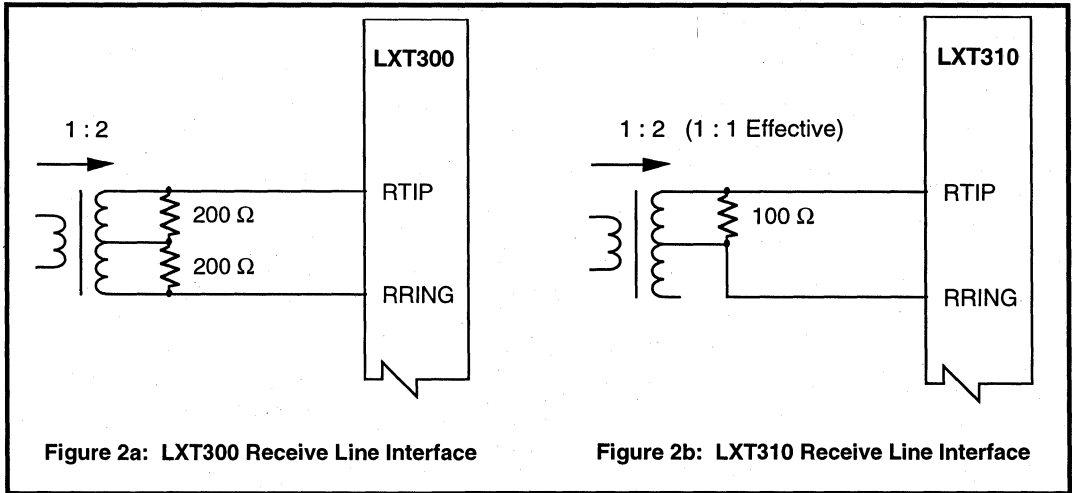 LXT300
1 : 2
RTIP
200 Ω
200 Ω
RRING
Figure 2a: LXT300 Receive Line Interface
LXT310
1 : 2 (1 : 1 Effective)
RTIP
100 Ω
RRING
Figure 2b: LXT310 Receive Line Interface